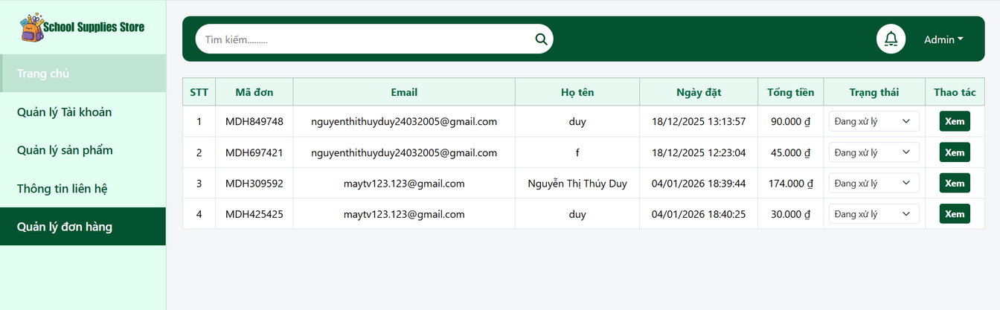 School Supplies Store
Tìm kiếm.........
Admin
Trang chủ
Quản lý Tài khoản
Quản lý sản phẩm
Thông tin liên hệ
Quản lý đơn hàng
STT Mã đơn Email Họ tên Ngày đặt Tổng tiền Trạng thái Thao tác
1 MDH849748 nguyenthithuyduy24032005@gmail.com duy 18/12/2025 13:13:57 90.000 ₫ Đang xử lý Xem
2 MDH697421 nguyenthithuyduy24032005@gmail.com f 18/12/2025 12:23:04 45.000 ₫ Đang xử lý Xem
3 MDH309592 maytv123.123@gmail.com Nguyễn Thị Thúy Duy 04/01/2026 18:39:44 174.000 ₫ Đang xử lý Xem
4 MDH425425 maytv123.123@gmail.com duy 04/01/2026 18:40:25 30.000 ₫ Đang xử lý Xem